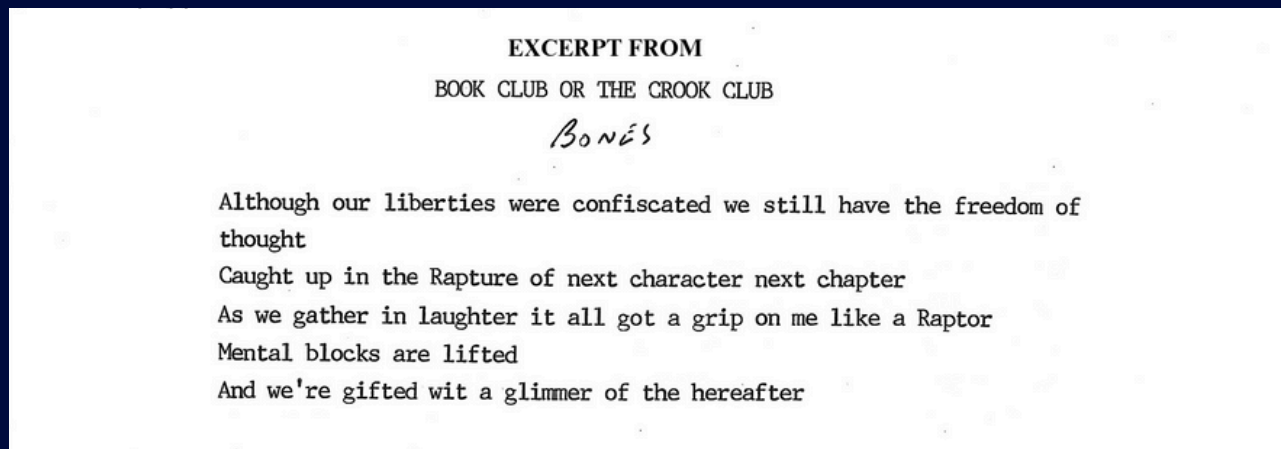 EXCERPT FROM
BOOK CLUB OR THE CROOK CLUB
BONES
Although our liberties were confiscated we still have the freedom of
thought
Caught up in the Rapture of next character next chapter
As we gather in laughter it all got a grip on me like a Raptor
Mental blocks are lifted
And we're gifted wit a glimmer of the hereafter